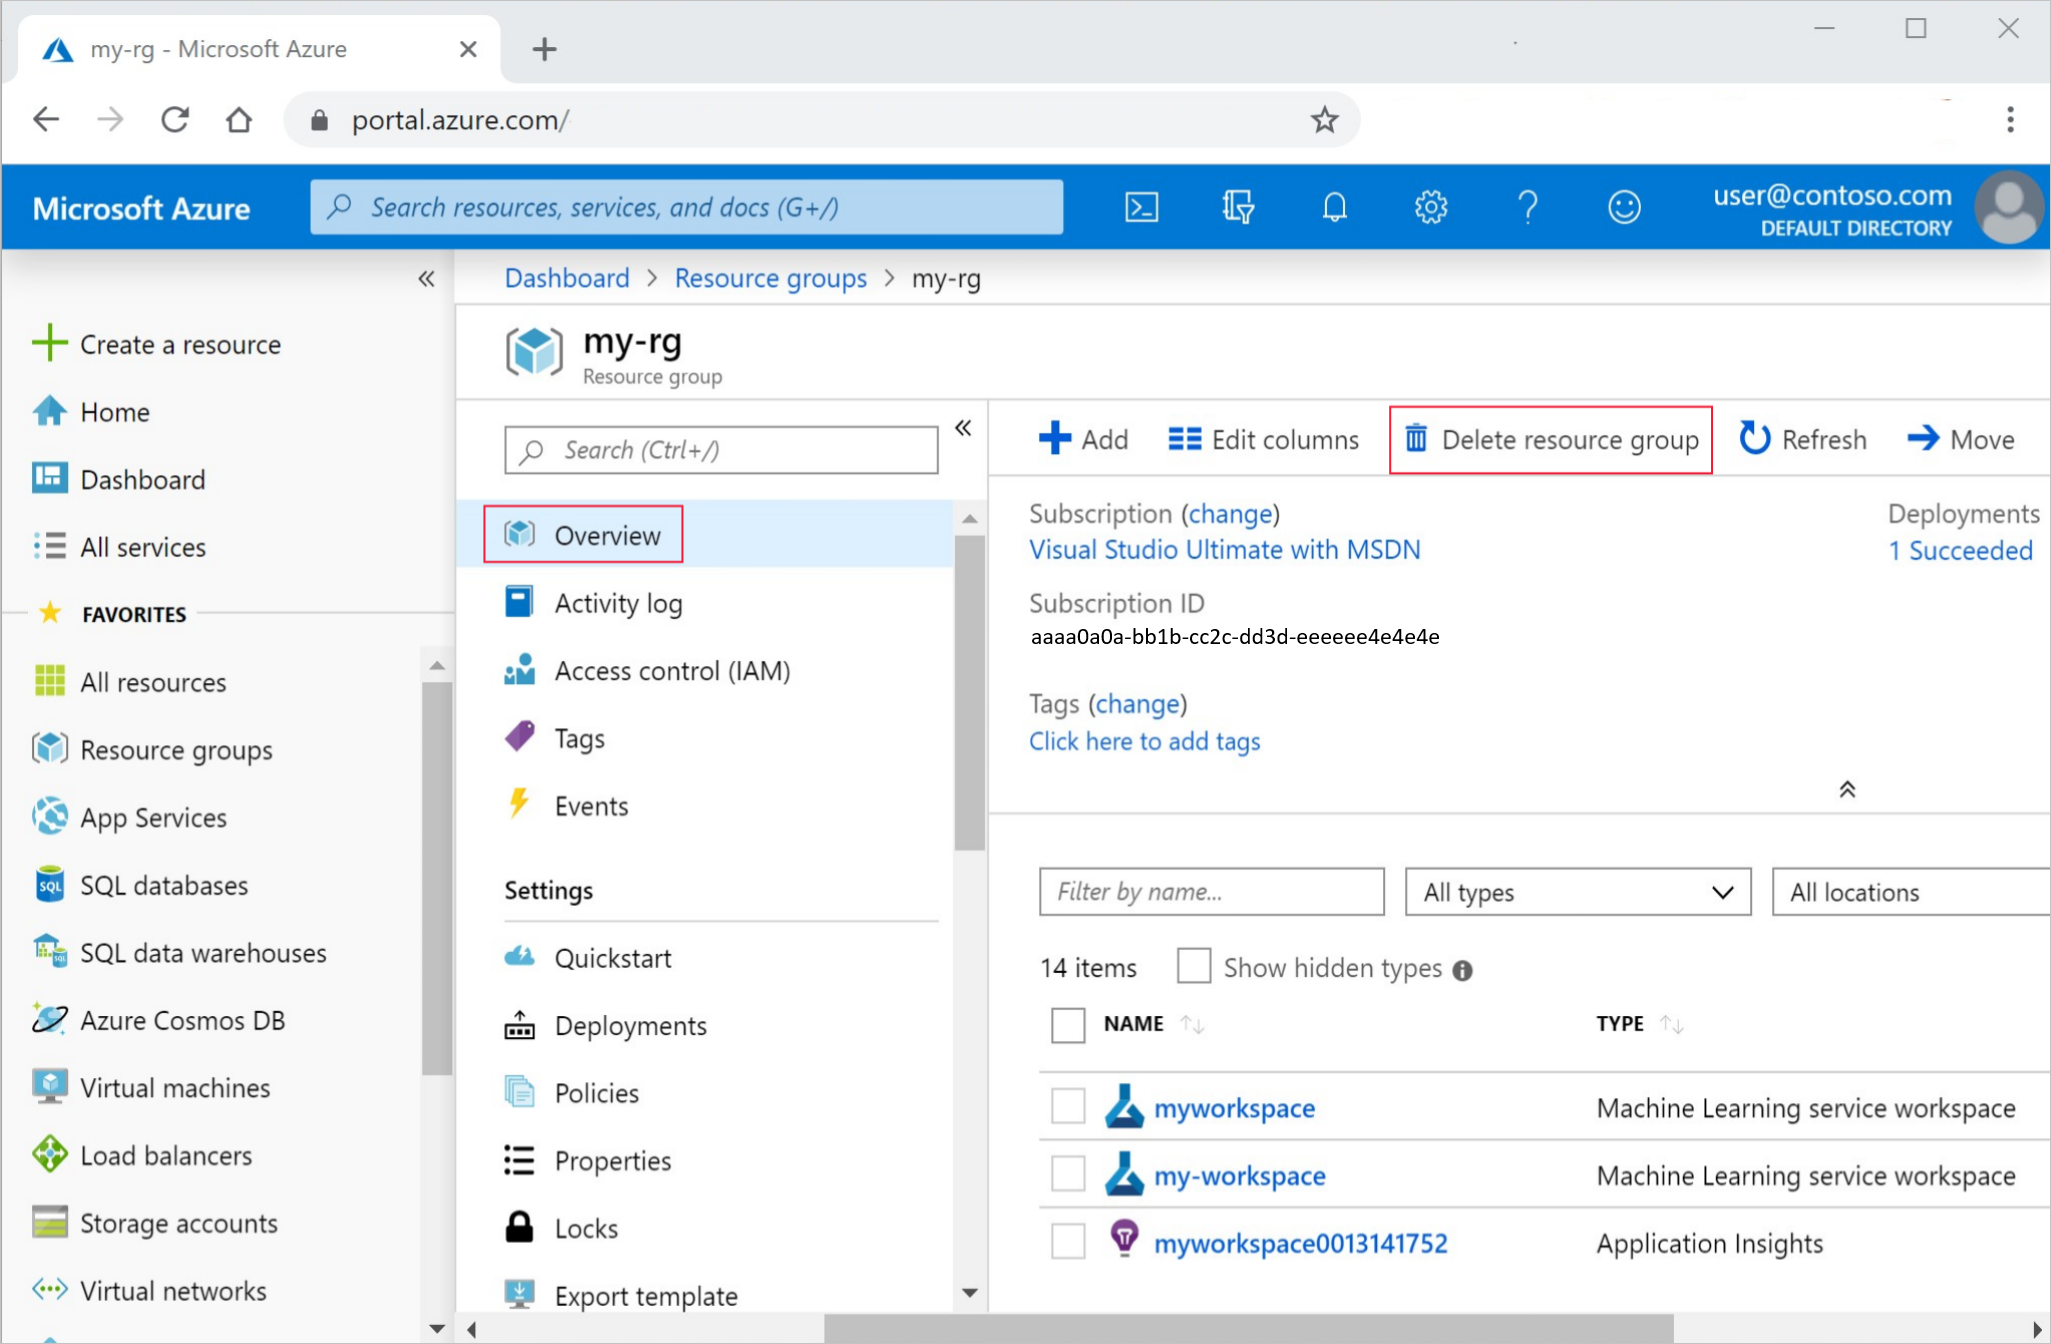 my-rg - Microsoft Azure
portal.azure.com/
Microsoft Azure
Search resources, services, and docs (G+/)
user@contoso.com
DEFAULT DIRECTORY
Create a resource
Home
Dashboard
All services
FAVORITES
All resources
Resource groups
App Services
SQL databases
SQL data warehouses
Azure Cosmos DB
Virtual machines
Load balancers
Storage accounts
Virtual networks
Dashboard > Resource groups > my-rg
my-rg
Resource group
Search (Ctrl+/)
Overview
Activity log
Access control (IAM)
Tags
Events
Settings
Quickstart
Deployments
Policies
Properties
Locks
Export template
Add Edit columns Delete resource group Refresh Move
Subscription (change)
Visual Studio Ultimate with MSDN
Deployments
1 Succeeded
Subscription ID
aaaa0a0a-bb1b-cc2c-dd3d-eeeeee4e4e4e
Tags (change)
Click here to add tags
Filter by name... All types All locations
14 items Show hidden types
NAME TYPE
myworkspace Machine Learning service workspace
my-workspace Machine Learning service workspace
myworkspace0013141752 Application Insights